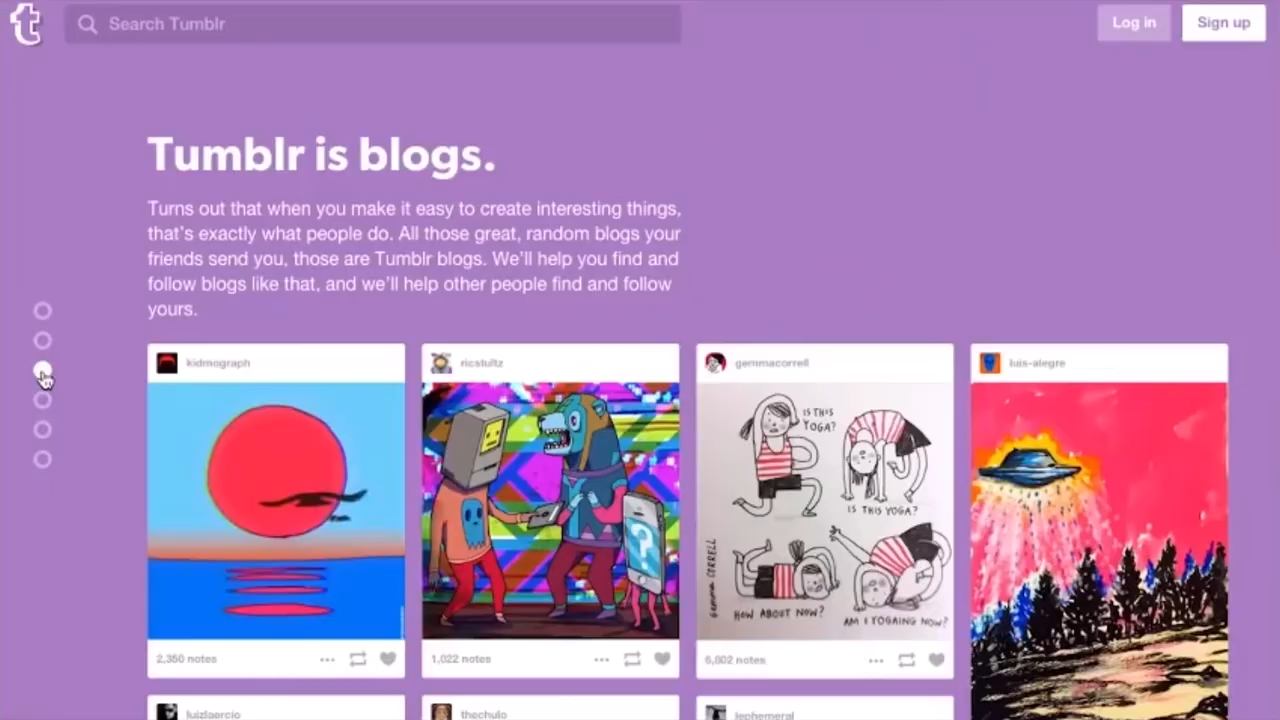 t
Search Tumblr
Log in
Sign up
Tumblr is blogs.
Turns out that when you make it easy to create interesting things,
that's exactly what people do. All those great, random blogs your
friends send you, those are Tumblr blogs. We'll help you find and
follow blogs like that, and we'll help other people find and follow
yours.
kidmograph
ricstultz
gemmacorrell
luis-alegre
IS THIS
YOGA?
IS THIS YOGA?
?
GEMMA CORRELL
HOW ABOUT NOW?
AM I YOGAING NOW?
2,350 notes
1,022 notes
6,802 notes
luizlaercio
thechulo
lephemeral